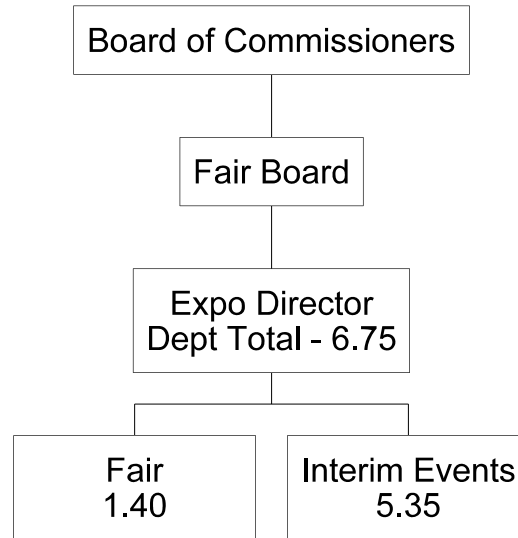 Board of Commissioners
Fair Board
Expo Director
Dept Total - 6.75
Fair
1.40
Interim Events
5.35